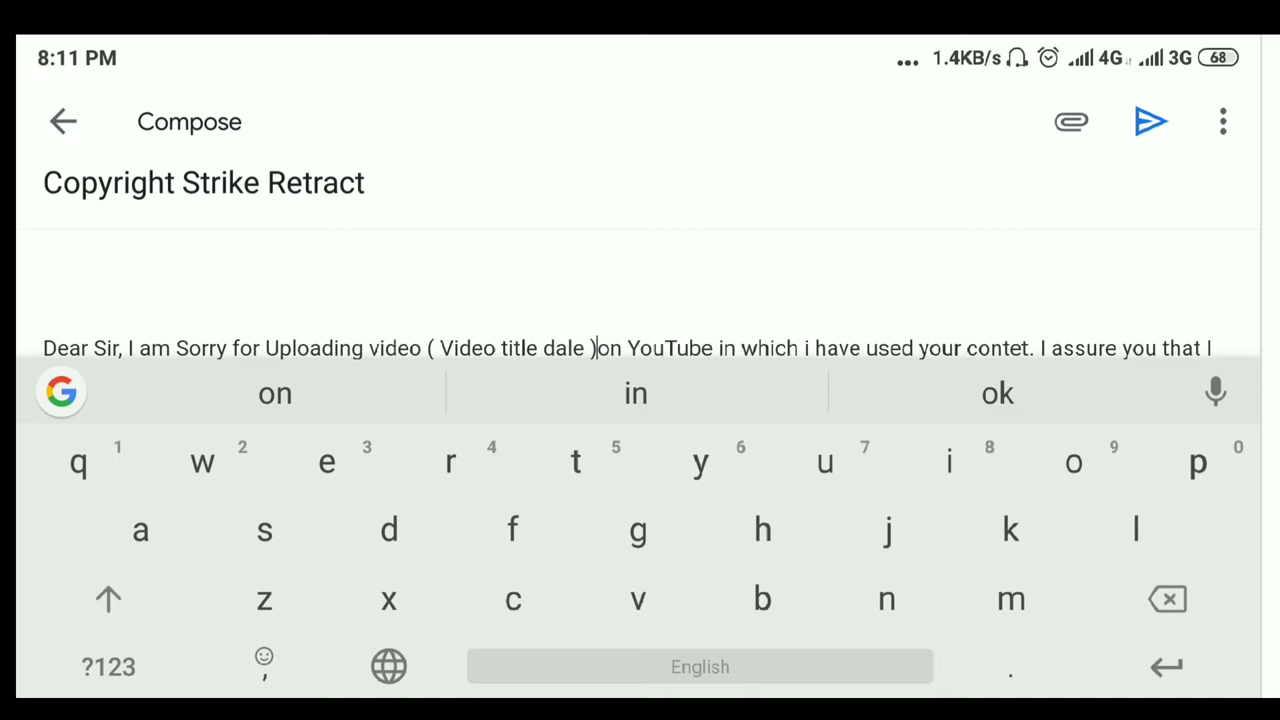 8:11 PM
... 1.4KB/s 4G 3G 68
Compose
Copyright Strike Retract
Dear Sir, I am Sorry for Uploading video ( Video title dale )on YouTube in which i have used your contet. I assure you that I
G on in ok
q 1 w 2 e 3 r 4 t 5 y 6 u 7 i 8 o 9 p 0
a s d f g h j k l
z x c v b n m
?123 , English .